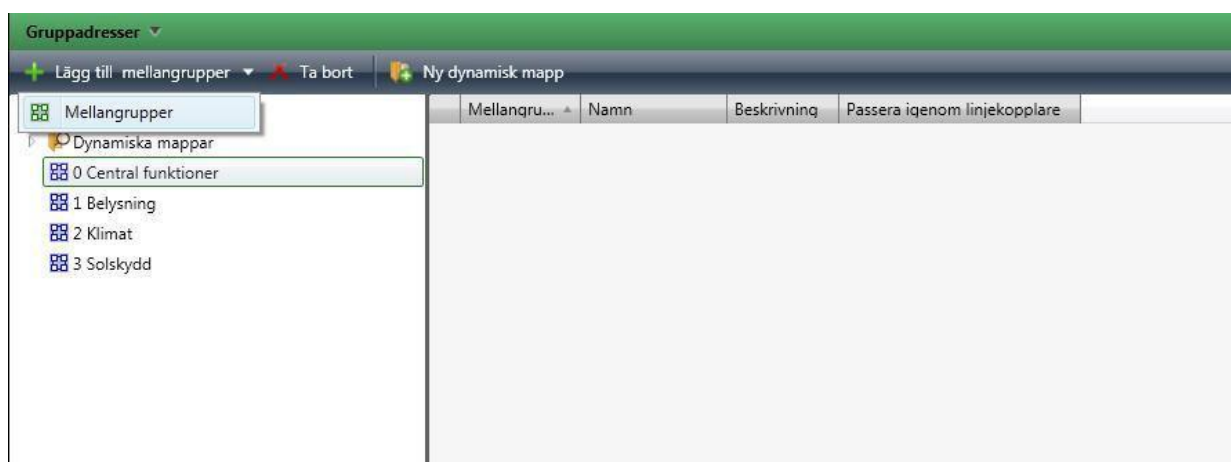 Gruppadresser
Lägg till mellangrupper Ta bort Ny dynamisk mapp
Mellangrupper
Mellangru... Namn Beskrivning Passera igenom linjekopplare
Dynamiska mappar
0 Central funktioner
1 Belysning
2 Klimat
3 Solskydd